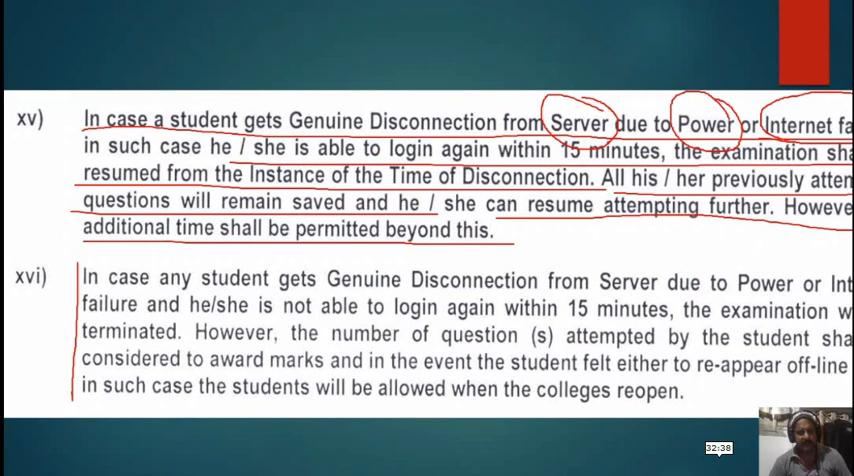 xv) In case a student gets Genuine Disconnection from Server due to Power or Internet fa
in such case he / she is able to login again within 15 minutes, the examination sha
resumed from the Instance of the Time of Disconnection. All his / her previously attem
questions will remain saved and he / she can resume attempting further. Howeve
additional time shall be permitted beyond this.
xvi) In case any student gets Genuine Disconnection from Server due to Power or Int
failure and he/she is not able to login again within 15 minutes, the examination w
terminated. However, the number of question (s) attempted by the student sha
considered to award marks and in the event the student felt either to re-appear off-line
in such case the students will be allowed when the colleges reopen.
32:38